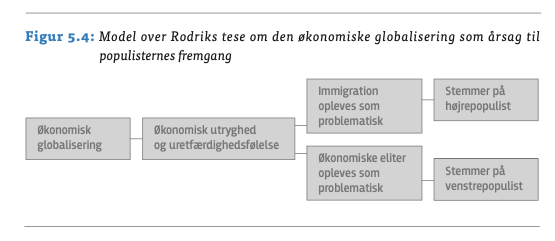 Figur 5.4: Model over Rodriks tese om den økonomiske globalisering som årsag til
populisternes fremgang
Økonomisk
globalisering
Økonomisk utryghed
og uretfærdighedsfølelse
Immigration
opleves som
problematisk
Stemmer på
højrepopulist
Økonomiske eliter
opleves som
problematisk
Stemmer på
venstrepopulist